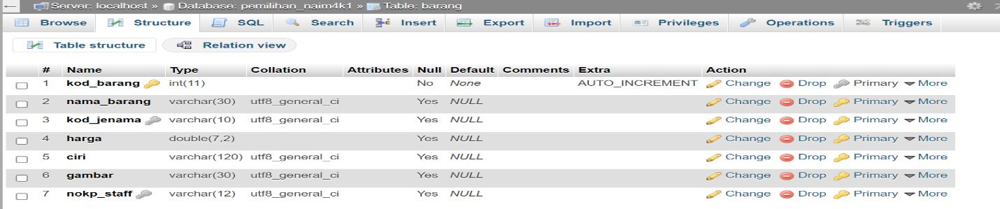 Server: localhost » Database: pemilihan_naim4k1 » Table: barang
Browse Structure SQL Search Insert Export Import Privileges Operations Triggers
Table structure Relation view
# Name Type Collation Attributes Null Default Comments Extra Action
1 kod_barang int(11) No None AUTO_INCREMENT Change Drop Primary More
2 nama_barang varchar(30) utf8_general_ci Yes NULL Change Drop Primary More
3 kod_jenama varchar(10) utf8_general_ci Yes NULL Change Drop Primary More
4 harga double(7,2) Yes NULL Change Drop Primary More
5 ciri varchar(120) utf8_general_ci Yes NULL Change Drop Primary More
6 gambar varchar(30) utf8_general_ci Yes NULL Change Drop Primary More
7 nokp_staff varchar(12) utf8_general_ci Yes NULL Change Drop Primary More